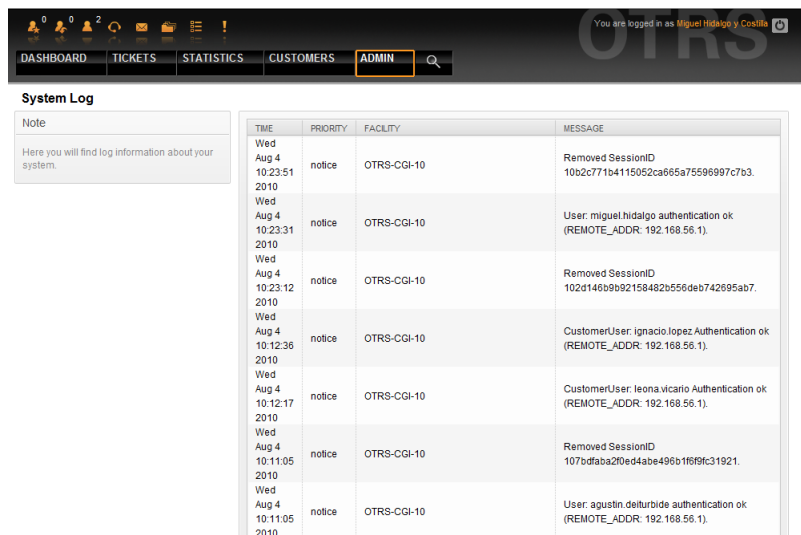 0 0 2
You are logged in as Miguel Hidalgo y Costilla
OTRS
DASHBOARD TICKETS STATISTICS CUSTOMERS ADMIN
System Log
Note
Here you will find log information about your
system.
TIME PRIORITY FACILITY MESSAGE
Wed
Aug 4
10:23:51
2010
notice
OTRS-CGI-10
Removed SessionID
10b2c771b4115052ca665a75596997c7b3.
Wed
Aug 4
10:23:31
2010
notice
OTRS-CGI-10
User: miguel.hidalgo authentication ok
(REMOTE_ADDR: 192.168.56.1).
Wed
Aug 4
10:23:12
2010
notice
OTRS-CGI-10
Removed SessionID
102d146b9b92158482b556deb742695ab7.
Wed
Aug 4
10:12:36
2010
notice
OTRS-CGI-10
CustomerUser: ignacio.lopez Authentication ok
(REMOTE_ADDR: 192.168.56.1).
Wed
Aug 4
10:12:17
2010
notice
OTRS-CGI-10
CustomerUser: leona.vicario Authentication ok
(REMOTE_ADDR: 192.168.56.1).
Wed
Aug 4
10:11:05
2010
notice
OTRS-CGI-10
Removed SessionID
107bdfaba2f0ed4abe496b1f6f9fc31921.
Wed
Aug 4
10:11:05
2010
notice
OTRS-CGI-10
User: agustin.deiturbide authentication ok
(REMOTE_ADDR: 192.168.56.1).